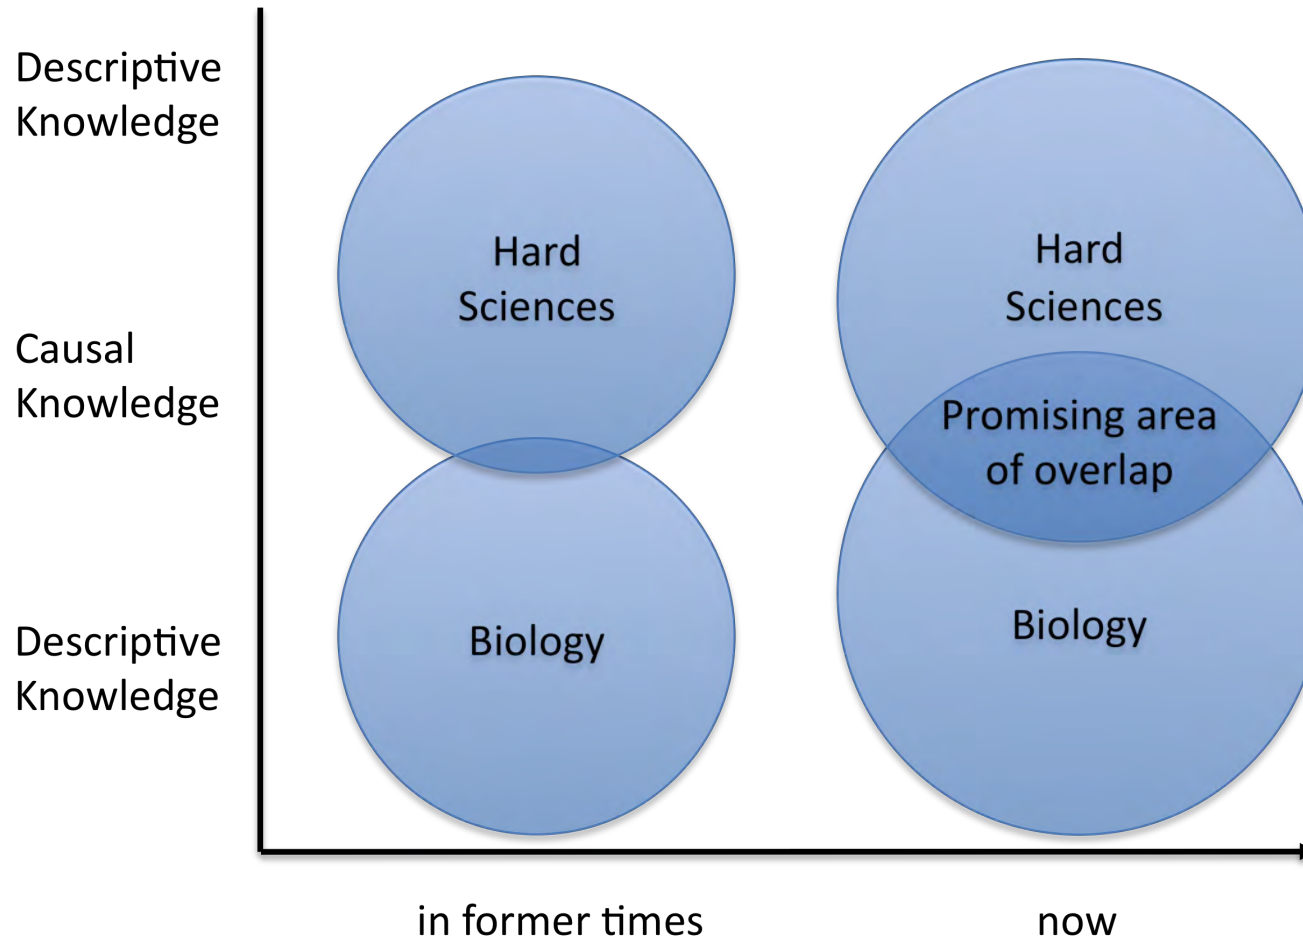 Descriptive
Knowledge
Causal
Knowledge
Descriptive
Knowledge
Hard
Sciences
Biology
Hard
Sciences
Promising area
of overlap
Biology
in former times
now